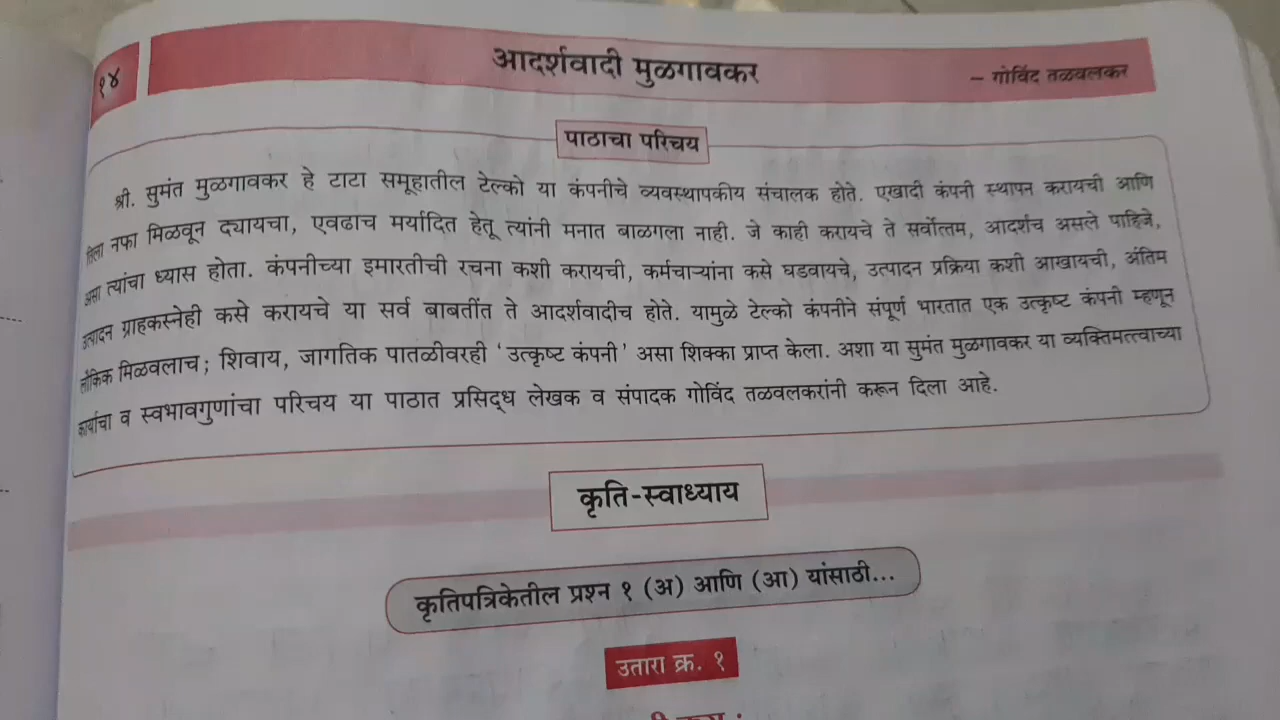 १४
आदर्शवादी मुळगावकर
– गोविंद तळवलकर
पाठाचा परिचय
श्री. सुमंत मुळगावकर हे टाटा समूहातील टेल्को या कंपनीचे व्यवस्थापकीय संचालक होते. एखादी कंपनी स्थापन करायची आणि
तिला नफा मिळवून द्यायचा, एवढाच मर्यादित हेतू त्यांनी मनात बाळगला नाही. जे काही करायचे ते सर्वोत्तम, आदर्शच असले पाहिजे,
असा त्यांचा ध्यास होता. कंपनीच्या इमारतीची रचना कशी करायची, कर्मचाऱ्यांना कसे घडवायचे, उत्पादन प्रक्रिया कशी आखायची, अंतिम
उत्पादन ग्राहकस्नेही कसे करायचे या सर्व बाबतींत ते आदर्शवादीच होते. यामुळे टेल्को कंपनीने संपूर्ण भारतात एक उत्कृष्ट कंपनी म्हणून
लौकिक मिळवलाच; शिवाय, जागतिक पातळीवरही ‘उत्कृष्ट कंपनी’ असा शिक्का प्राप्त केला. अशा या सुमंत मुळगावकर या व्यक्तिमत्त्वाच्या
कार्याचा व स्वभावगुणांचा परिचय या पाठात प्रसिद्ध लेखक व संपादक गोविंद तळवलकरांनी करून दिला आहे.
कृति-स्वाध्याय
कृतिपत्रिकेतील प्रश्न १ (अ) आणि (आ) यांसाठी...
उतारा क्र. १